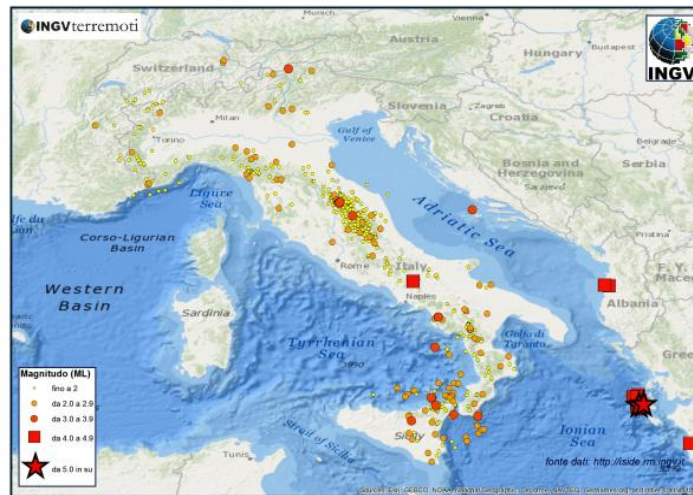 INGVterremoti
Munich
Vienna
Austria
Budapest
Switzerland
Hungary
INGV
Slovenia
Zagreb
Croatia
Milan
Torino
Gulf of
Venice
Belgrade
Bosnia and
Herzegovina
Serbia
Sarajevo
Ligure
Sea
Adriatic Sea
Corso-Ligurian
Basin
Pristina
Rome
Italy
F. Y.
Western
Basin
Naples
Albania
Sardinia
Golfo di
Taranto
Tyrrhenian
Sea
3890
Magnitudo (ML)
fino a 2
da 2.0 a 2.9
da 3.0 a 3.9
da 4.0 a 4.9
da 5.0 in su
Sicily
Ionian
Sea
Strait of Sicily
Tunis
fonte dati: http://iside.rm.ingv.it